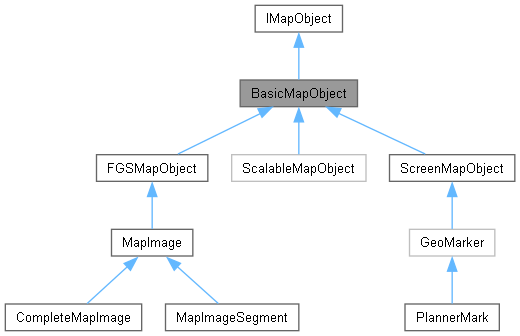 IMapObject
BasicMapObject
FGSMapObject
ScalableMapObject
ScreenMapObject
MapImage
GeoMarker
CompleteMapImage
MapImageSegment
PlannerMark